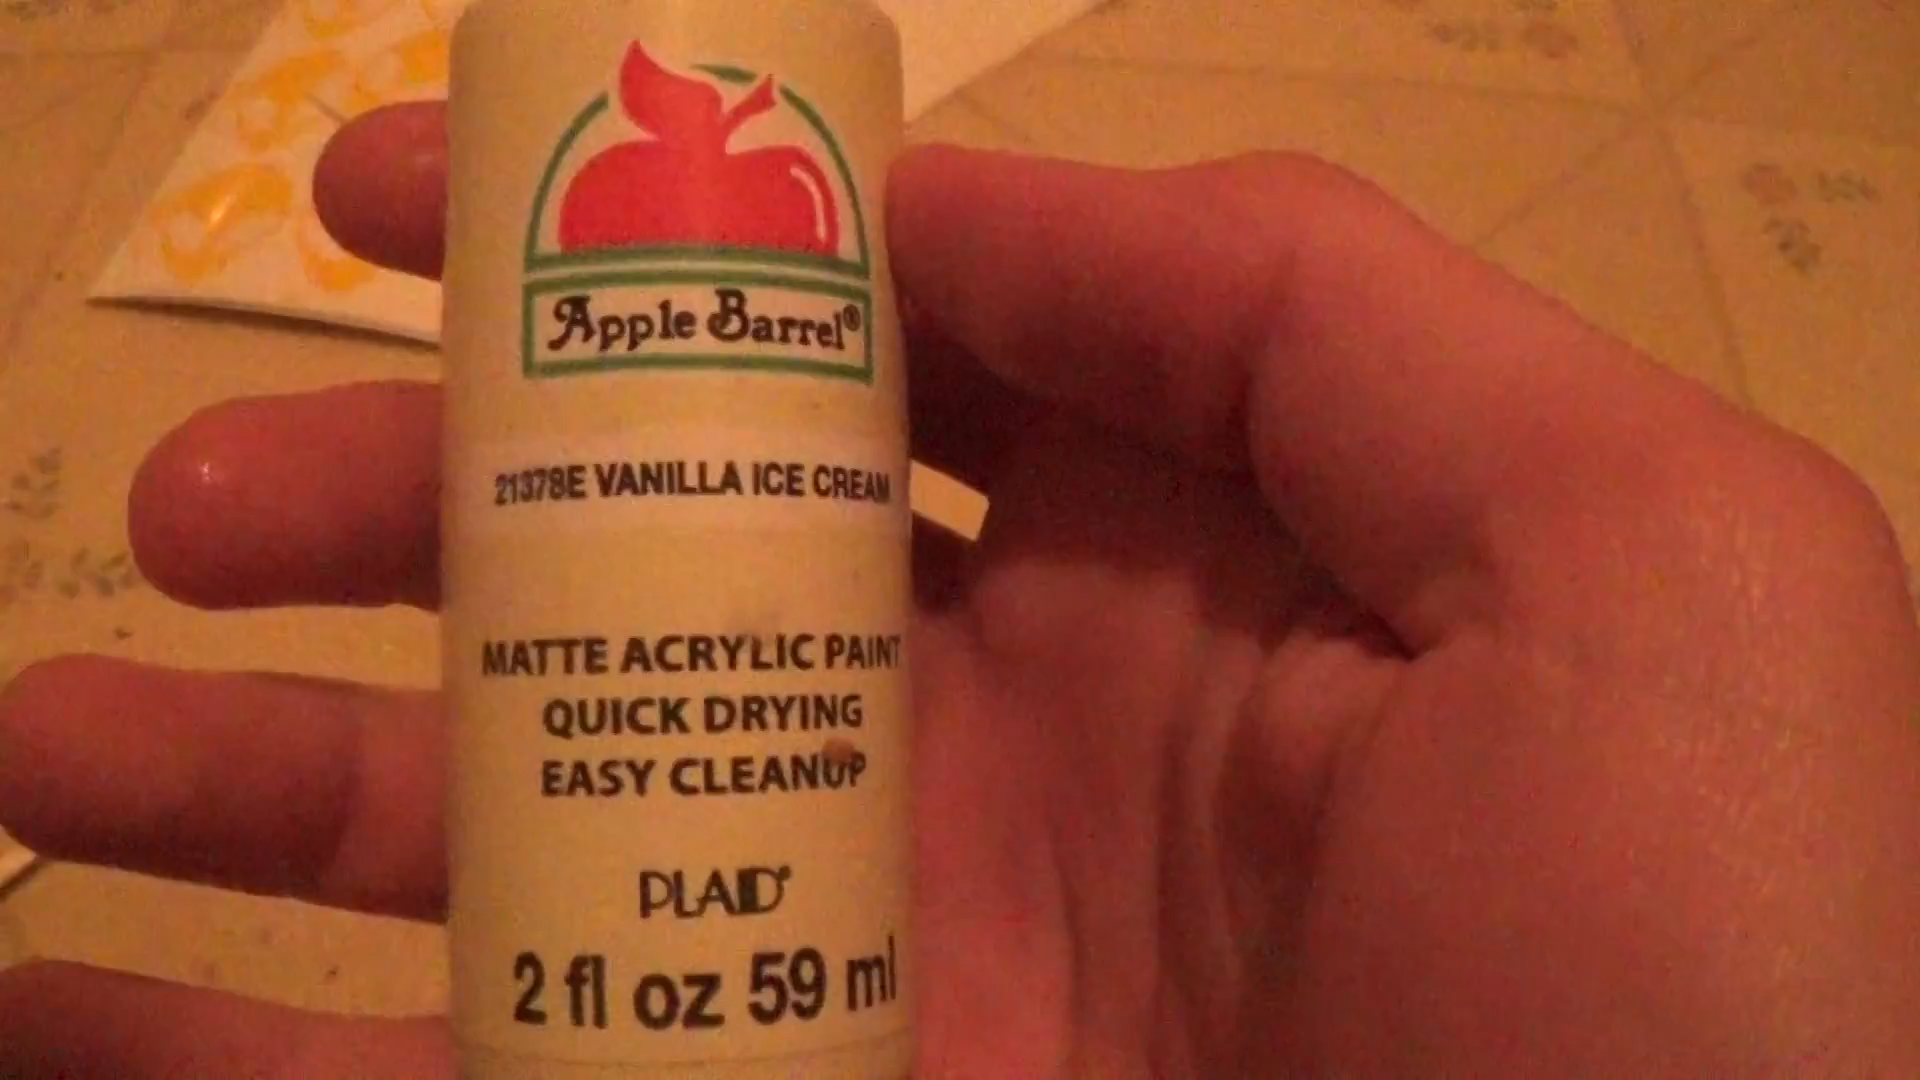 Apple Barrel®
21378E VANILLA ICE CREAM
MATTE ACRYLIC PAINT
QUICK DRYING
EASY CLEANUP
PLAID®
2 fl oz 59 ml